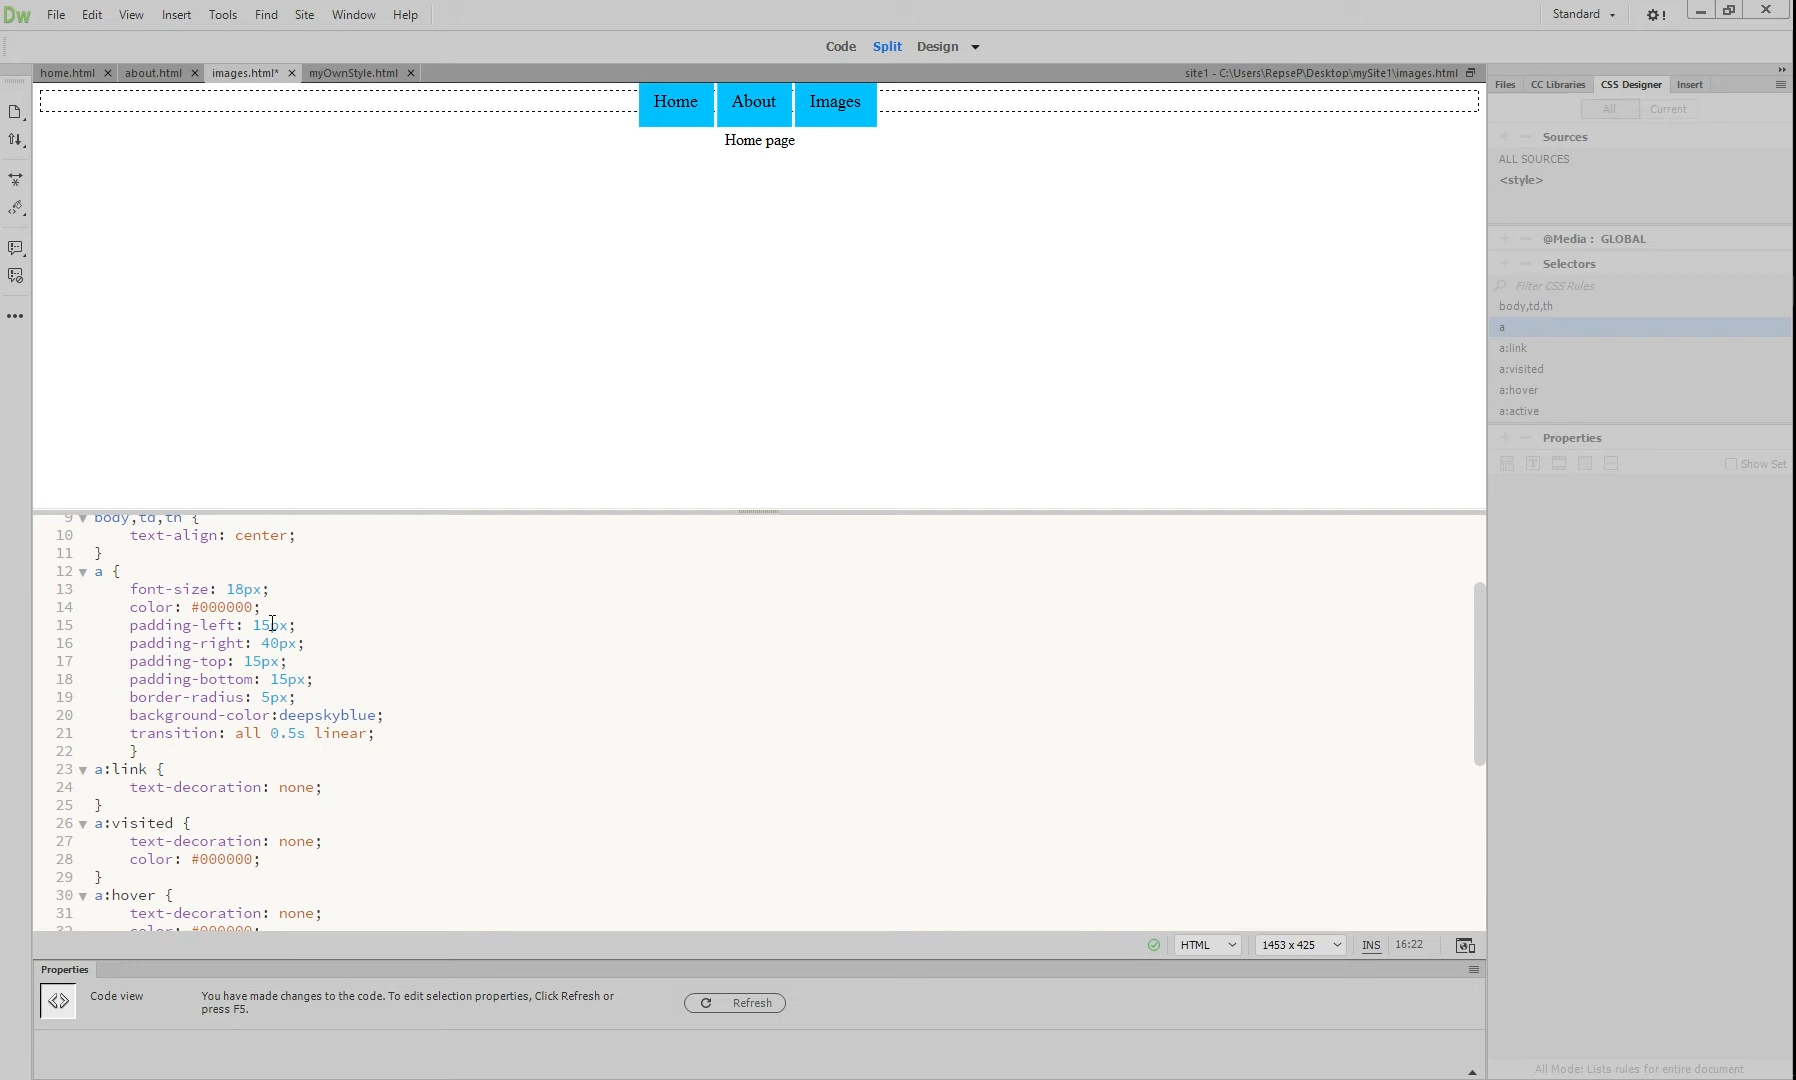 Dw File Edit View Insert Tools Find Site Window Help Standard !
Code Split Design
home.html about.html images.html* myOwnStyle.html site1 - C:\Users\RepseP\Desktop\mySite1\images.html
Home About Images
Home page
9 body,td,th {
10 text-align: center;
11 }
12 a {
13 font-size: 18px;
14 color: #000000;
15 padding-left: 15px;
16 padding-right: 40px;
17 padding-top: 15px;
18 padding-bottom: 15px;
19 border-radius: 5px;
20 background-color:deepskyblue;
21 transition: all 0.5s linear;
22 }
23 a:link {
24 text-decoration: none;
25 }
26 a:visited {
27 text-decoration: none;
28 color: #000000;
29 }
30 a:hover {
31 text-decoration: none;
32 color: #000000;
HTML 1453 x 425 INS 16:22
Properties
Code view You have made changes to the code. To edit selection properties, Click Refresh or
press F5.
Refresh
Files CC Libraries CSS Designer Insert
All Current
+ - Sources
ALL SOURCES
<style>
+ - @Media : GLOBAL
+ - Selectors
Filter CSS Rules
body,td,th
a
a:link
a:visited
a:hover
a:active
+ - Properties
T Show Set
All Mode: Lists rules for entire document